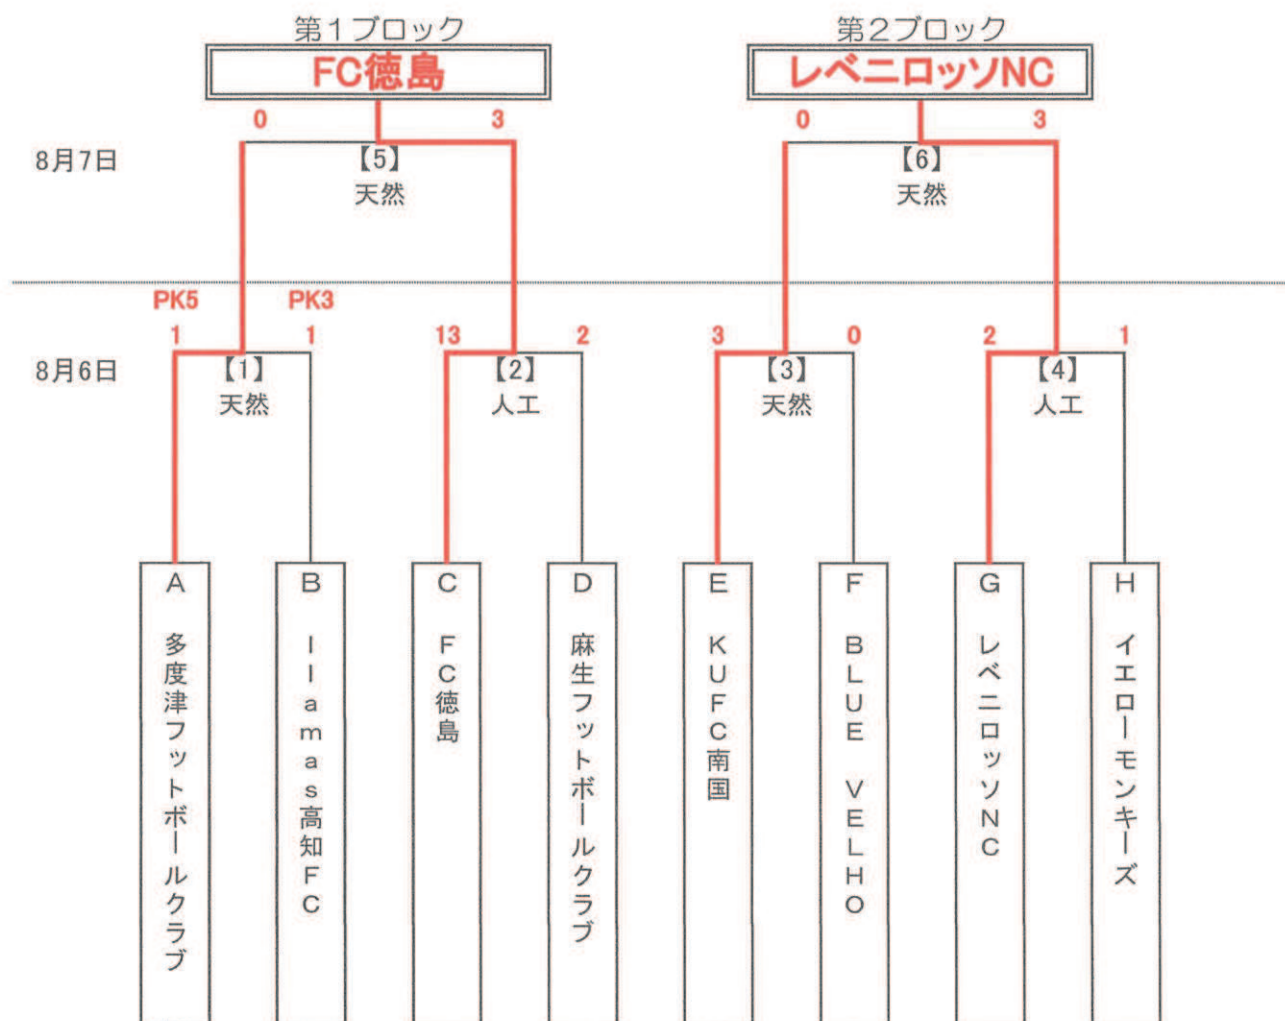 第1ブロック
第2ブロック
FC徳島
レベニロッソNC
0
3
0
3
8月7日
【5】
【6】
天然
天然
PK5
PK3
1
1
13
2
3
0
2
1
8月6日
【1】
【2】
【3】
【4】
天然
人工
天然
人工
A 多度津フットボールクラブ
B llamas高知FC
C FC徳島
D 麻生フットボールクラブ
E KUFC南国
F BLUE VELHO
G レベニロッソNC
H イエローモンキーズ